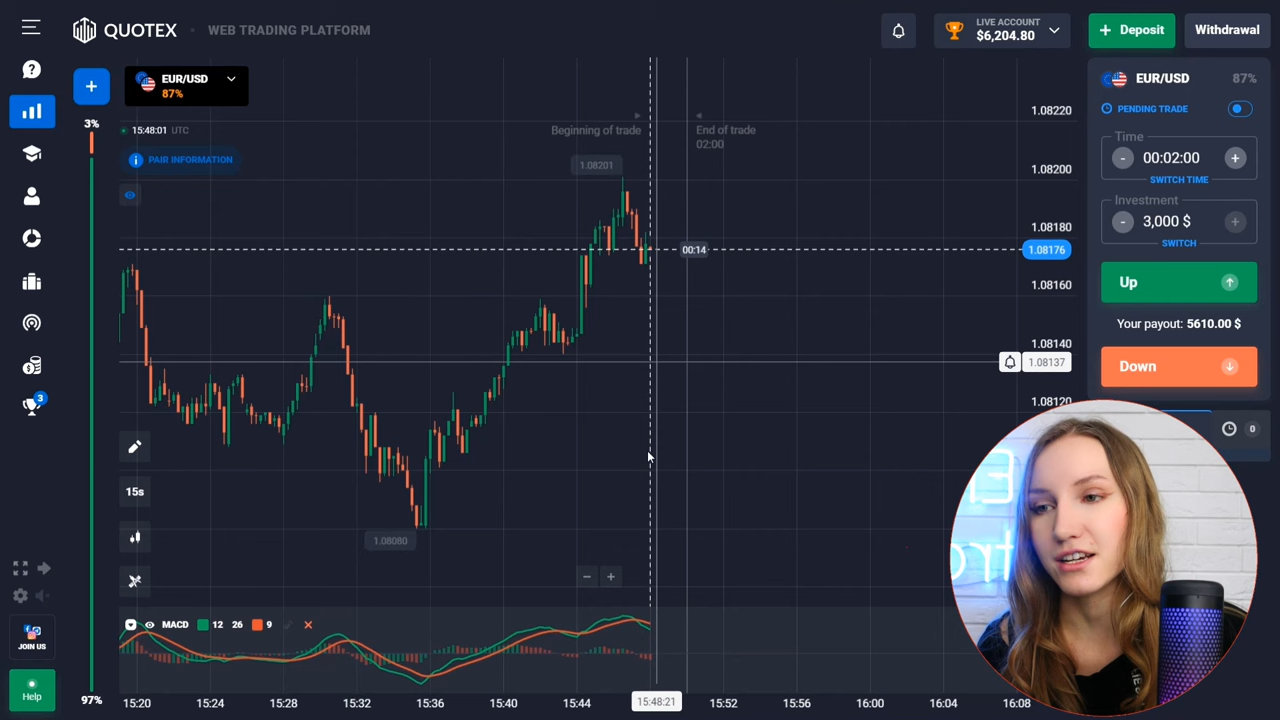 QUOTEX
WEB TRADING PLATFORM
LIVE ACCOUNT
$6,204.80
+ Deposit
Withdrawal
EUR/USD
87%
3%
15:48:01 UTC
PAIR INFORMATION
Beginning of trade
End of trade
02:00
1.08201
00:14
1.08080
1.08220
1.08200
1.08180
1.08176
1.08160
1.08140
1.08137
1.08120
EUR/USD
87%
PENDING TRADE
Time
- 00:02:00 +
SWITCH TIME
Investment
- 3,000 $ +
SWITCH
Up
Your payout: 5610.00 $
Down
0
3
15s
MACD 12 26 9
JOIN US
Help
97%
15:20 15:24 15:28 15:32 15:36 15:40 15:44 15:48:21 15:52 15:56 16:00 16:04 16:08